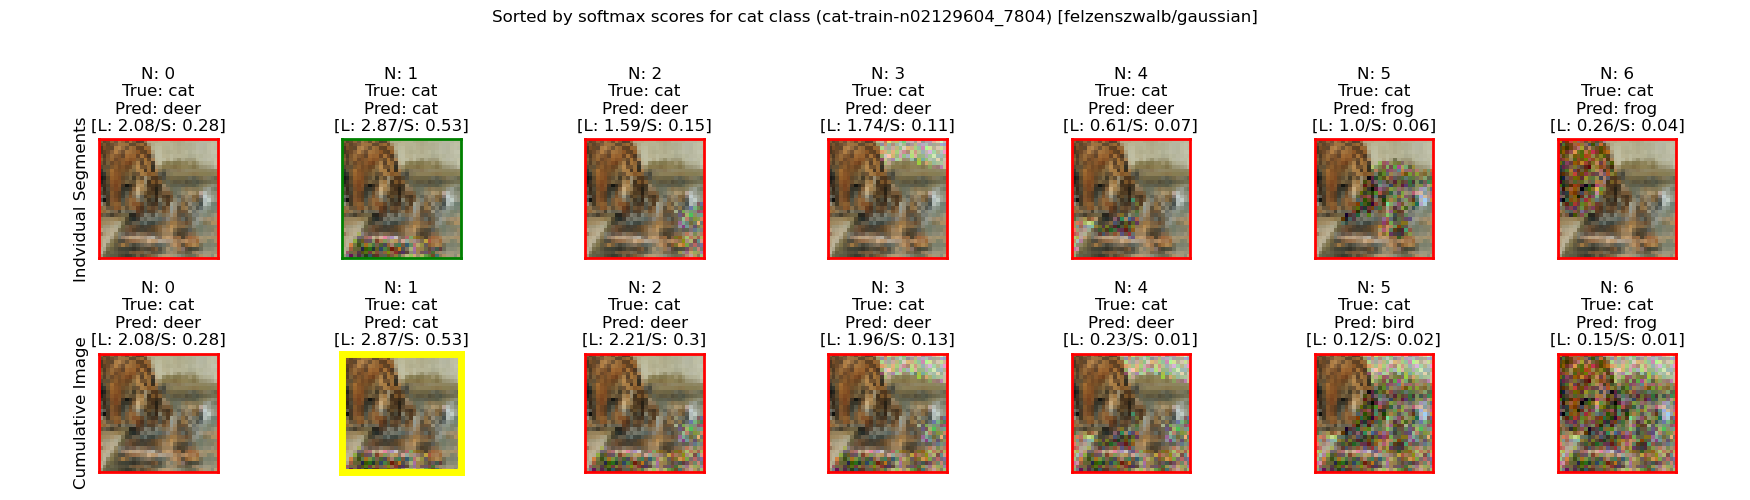 Sorted by softmax scores for cat class (cat-train-n02129604_7804) [felzenszwalb/gaussian]
Indvidual Segments
N: 0
True: cat
Pred: deer
[L: 2.08/S: 0.28]
N: 1
True: cat
Pred: cat
[L: 2.87/S: 0.53]
N: 2
True: cat
Pred: deer
[L: 1.59/S: 0.15]
N: 3
True: cat
Pred: deer
[L: 1.74/S: 0.11]
N: 4
True: cat
Pred: deer
[L: 0.61/S: 0.07]
N: 5
True: cat
Pred: frog
[L: 1.0/S: 0.06]
N: 6
True: cat
Pred: frog
[L: 0.26/S: 0.04]
Cumulative Image
N: 0
True: cat
Pred: deer
[L: 2.08/S: 0.28]
N: 1
True: cat
Pred: cat
[L: 2.87/S: 0.53]
N: 2
True: cat
Pred: deer
[L: 2.21/S: 0.3]
N: 3
True: cat
Pred: deer
[L: 1.96/S: 0.13]
N: 4
True: cat
Pred: deer
[L: 0.23/S: 0.01]
N: 5
True: cat
Pred: bird
[L: 0.12/S: 0.02]
N: 6
True: cat
Pred: frog
[L: 0.15/S: 0.01]